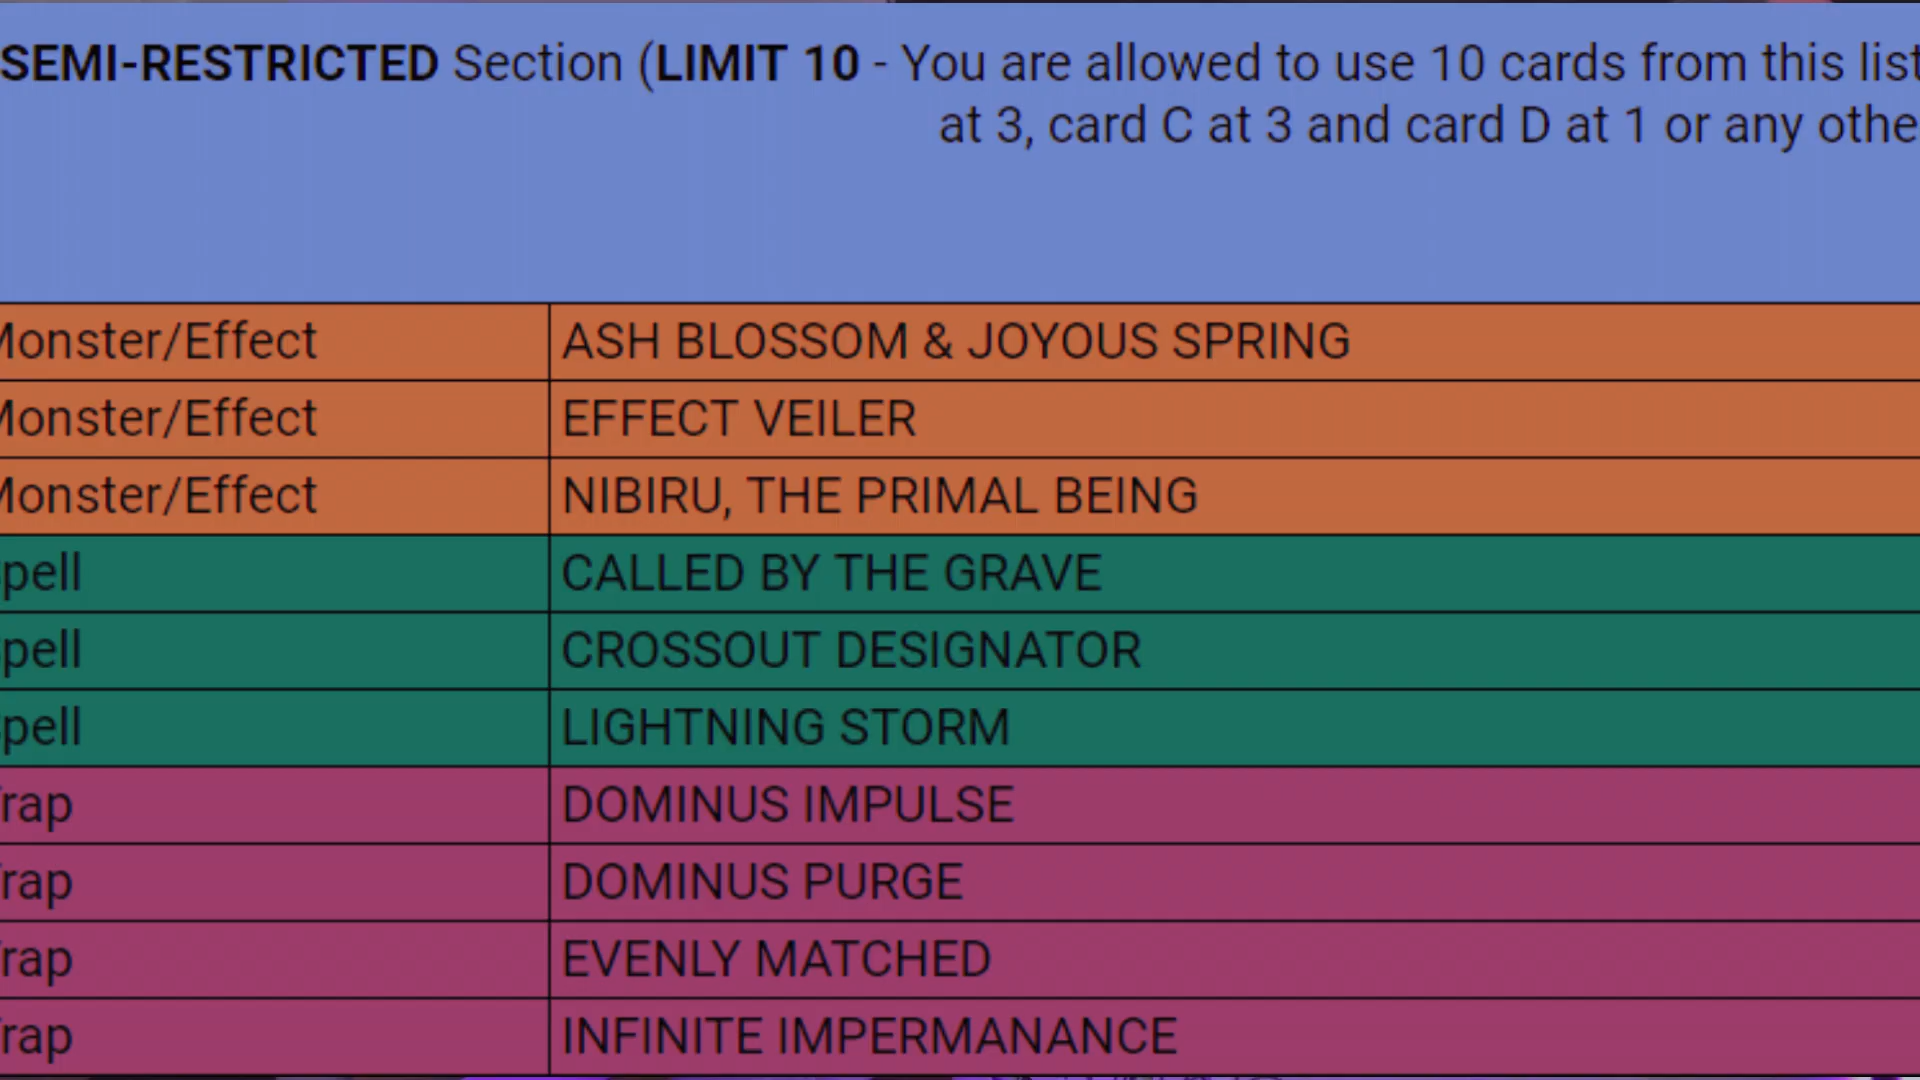 SEMI-RESTRICTED Section (LIMIT 10 - You are allowed to use 10 cards from this list
at 3, card C at 3 and card D at 1 or any othe
Monster/Effect ASH BLOSSOM & JOYOUS SPRING
Monster/Effect EFFECT VEILER
Monster/Effect NIBIRU, THE PRIMAL BEING
pell CALLED BY THE GRAVE
pell CROSSOUT DESIGNATOR
pell LIGHTNING STORM
rap DOMINUS IMPULSE
rap DOMINUS PURGE
rap EVENLY MATCHED
rap INFINITE IMPERMANANCE